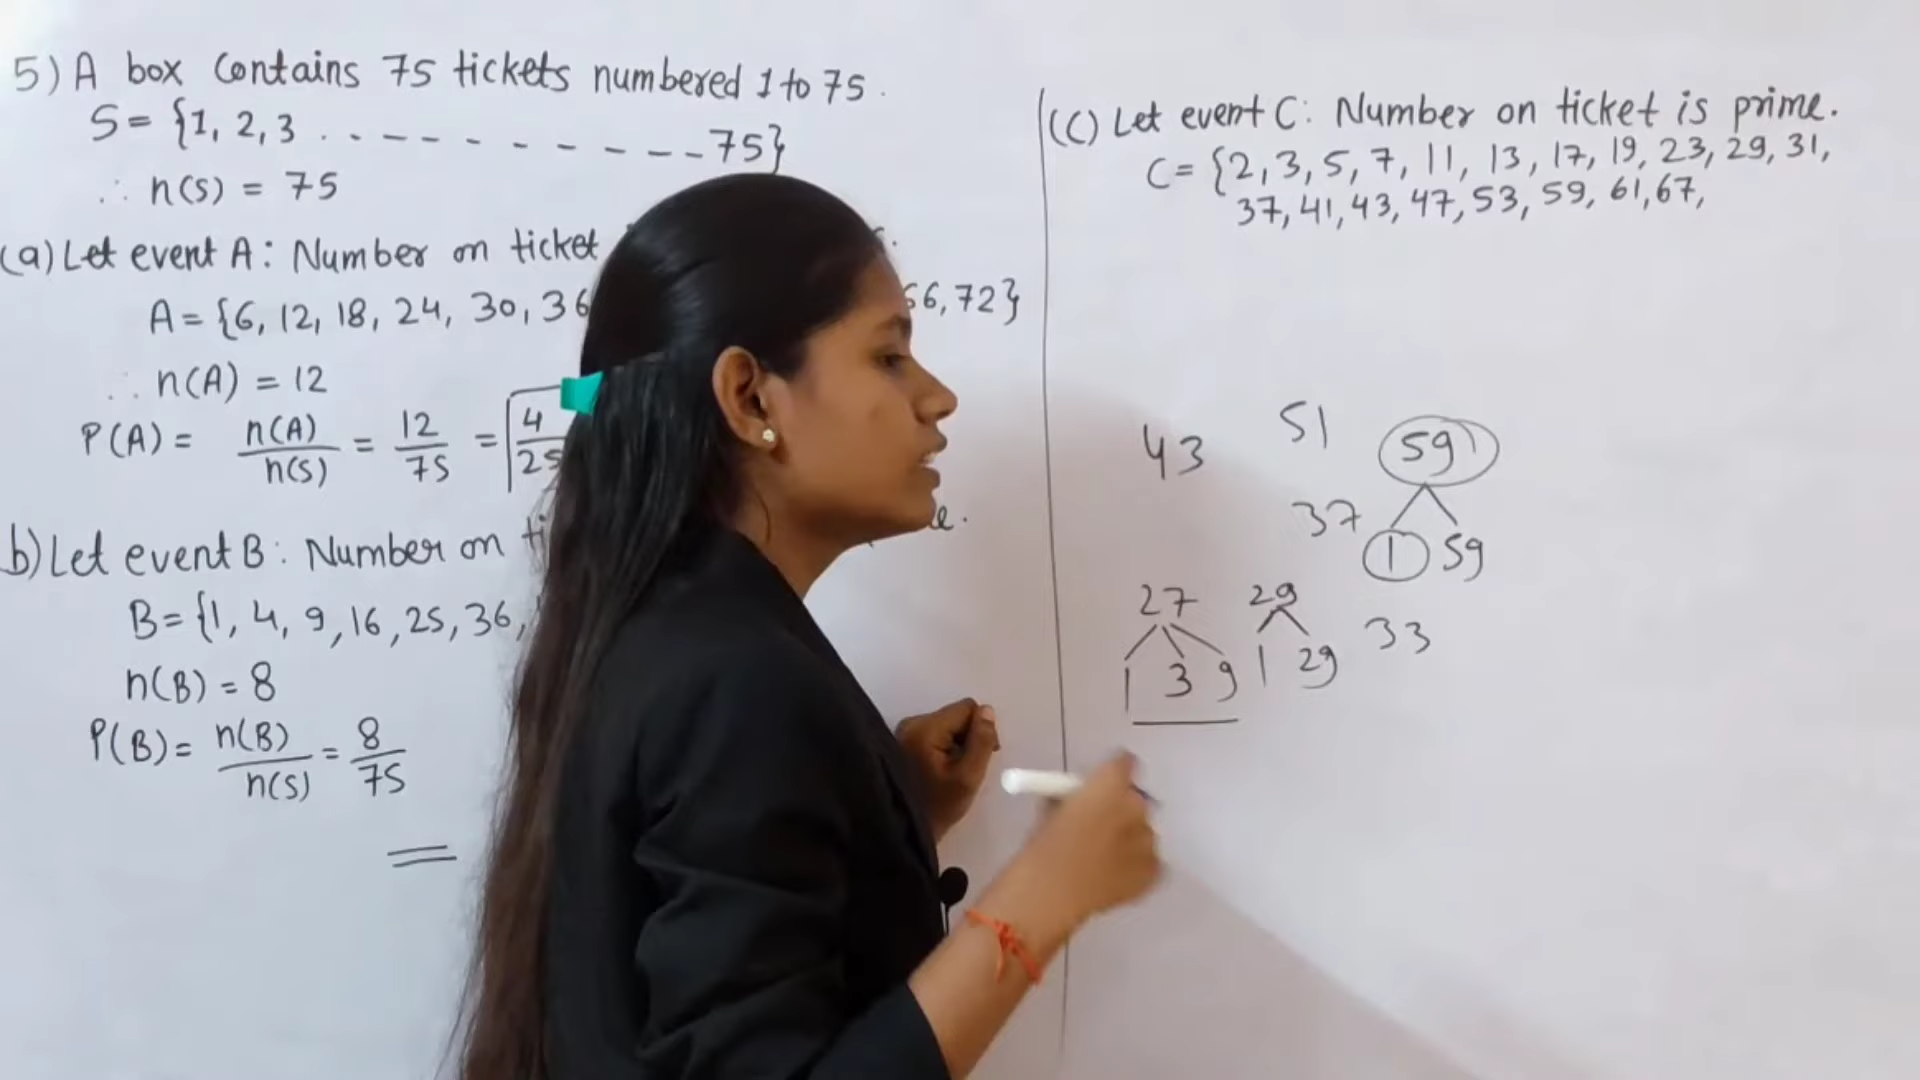 5) A box contains 75 tickets numbered 1 to 75.
S = {1, 2, 3 . - - - - - - - - - - 75}
∴ n(S) = 75
(a) Let event A: Number on ticket
A = {6, 12, 18, 24, 30, 36 66, 72}
∴ n(A) = 12
P(A) = n(A)/n(S) = 12/75 = 4/25
b) Let event B: Number on
B = {1, 4, 9, 16, 25, 36,
n(B) = 8
P(B) = n(B)/n(S) = 8/75
(C) Let event C: Number on ticket is prime.
C = {2, 3, 5, 7, 11, 13, 17, 19, 23, 29, 31,
37, 41, 43, 47, 53, 59, 61, 67,
43 51 59
37 1 59
27 29 33
1 3 9 1 29